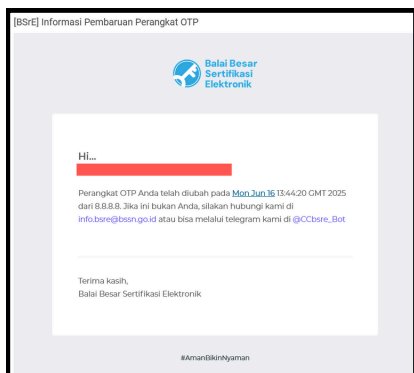 [BSrE] Informasi Pembaruan Perangkat OTP
Balai Besar
Sertifikasi
Elektronik
Hi...
Perangkat OTP Anda telah diubah pada Mon Jun 16 13:44:20 GMT 2025
dari 8.8.8.8. Jika ini bukan Anda, silakan hubungi kami di
info.bsre@bssn.go.id atau bisa melalui telegram kami di @CCbsre_Bot
Terima kasih,
Balai Besar Sertifikasi Elektronik
#AmanBikinNyaman